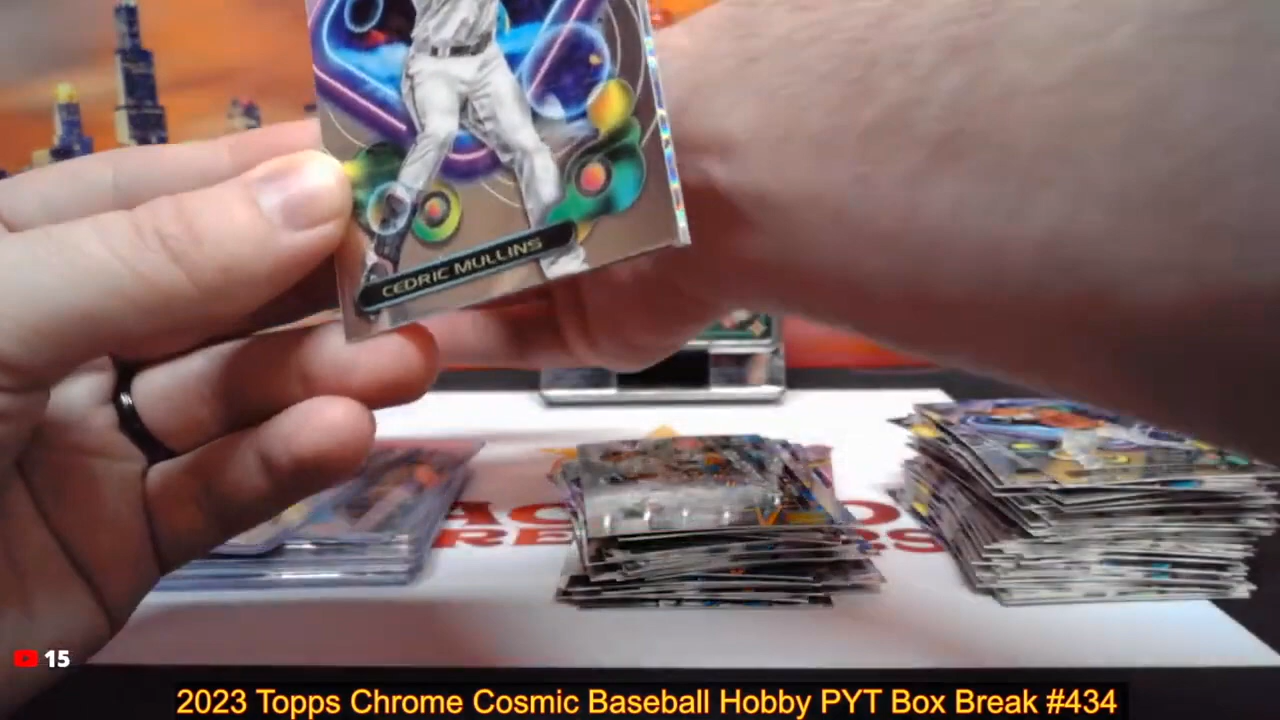 CEDRIC MULLINS
15
2023 Topps Chrome Cosmic Baseball Hobby PYT Box Break #434